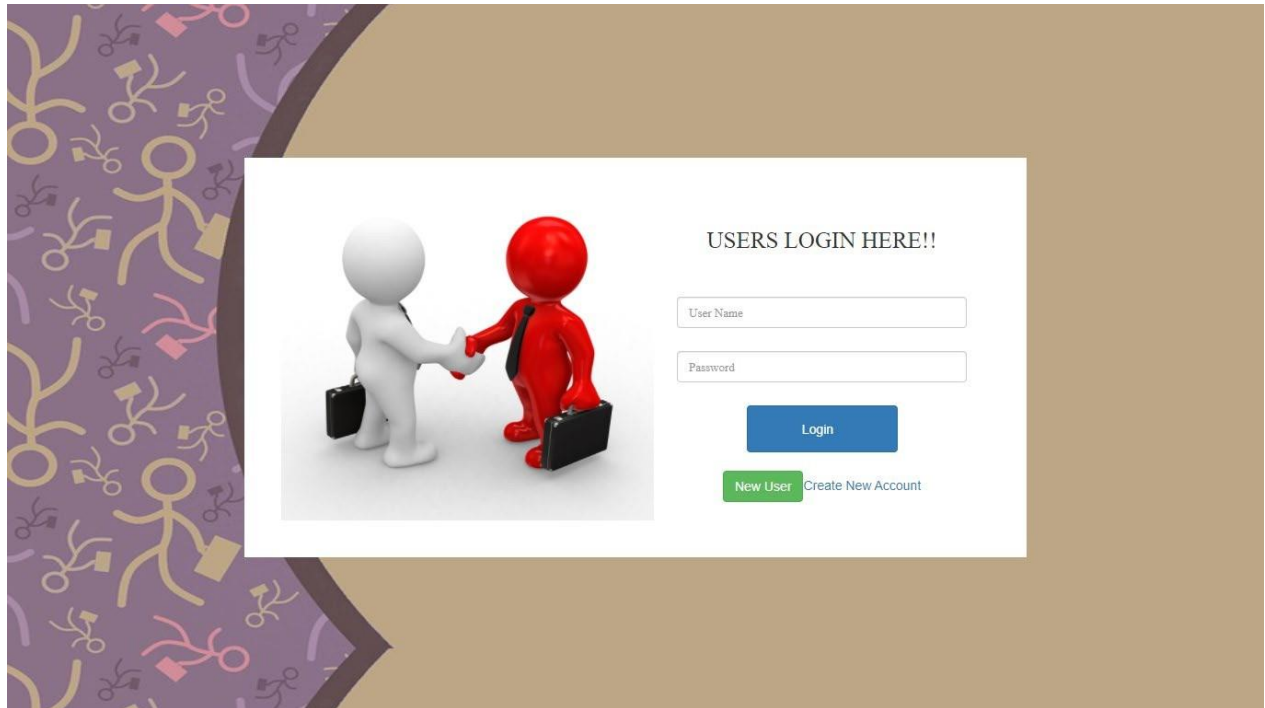 USERS LOGIN HERE!!
User Name
Password
Login
New User Create New Account